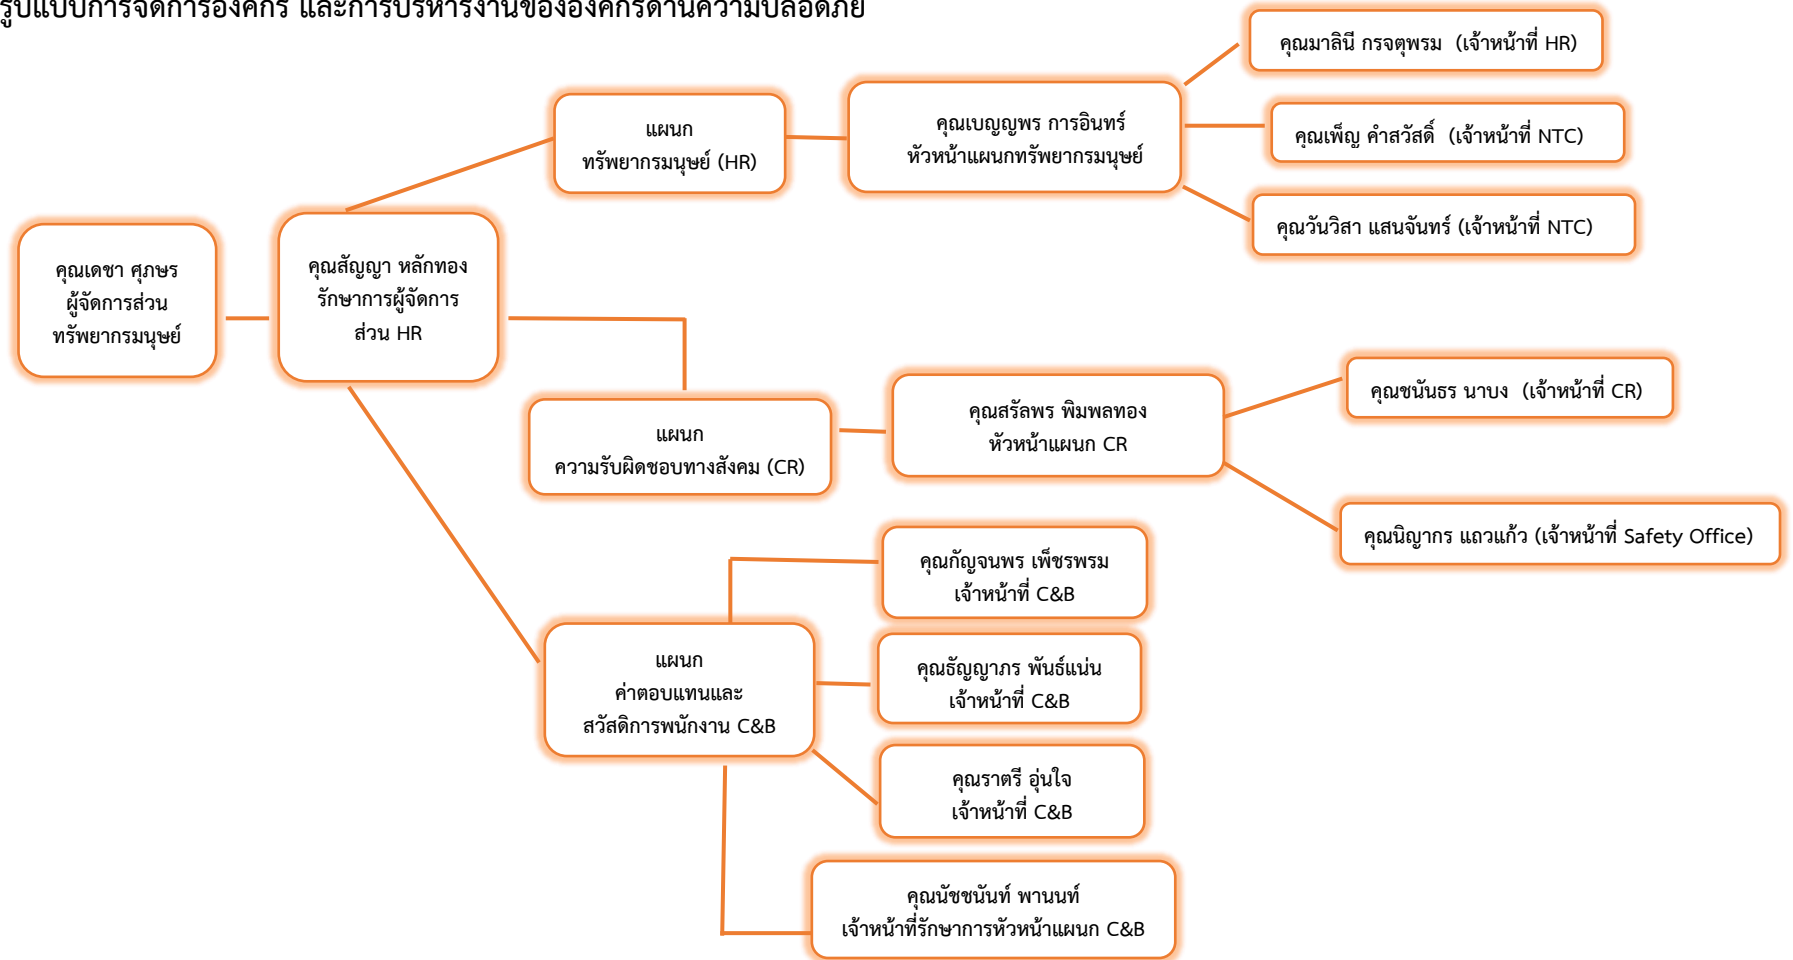 รูปแบบการจัดการองค์กร และการบริหารงานขององค์กรด้านความปลอดภัย
คุณเดชา ศุภษร
ผู้จัดการส่วน
ทรัพยากรมนุษย์
คุณสัญญา หลักทอง
รักษาการผู้จัดการ
ส่วน HR
แผนก
ทรัพยากรมนุษย์ (HR)
คุณเบญญพร การอินทร์
หัวหน้าแผนกทรัพยากรมนุษย์
คุณมาลินี กรจตุพรม (เจ้าหน้าที่ HR)
คุณเพ็ญ คำสวัสดิ์ (เจ้าหน้าที่ NTC)
คุณวันวิสา แสนจันทร์ (เจ้าหน้าที่ NTC)
แผนก
ความรับผิดชอบทางสังคม (CR)
คุณสรัลพร พิมพลทอง
หัวหน้าแผนก CR
คุณชนันธร นาบง (เจ้าหน้าที่ CR)
คุณนิญากร แถวแก้ว (เจ้าหน้าที่ Safety Office)
แผนก
ค่าตอบแทนและ
สวัสดิการพนักงาน C&B
คุณกัญจนพร เพ็ชรพรม
เจ้าหน้าที่ C&B
คุณธัญญาภร พันธ์แน่น
เจ้าหน้าที่ C&B
คุณราตรี อุ่นใจ
เจ้าหน้าที่ C&B
คุณนัชชนันท์ พานนท์
เจ้าหน้าที่รักษาการหัวหน้าแผนก C&B